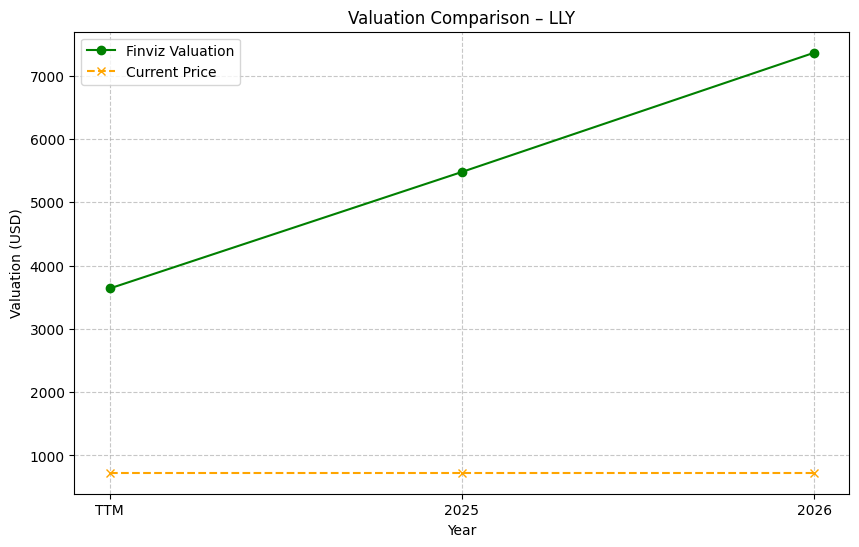 Valuation Comparison – LLY
Finviz Valuation
Current Price
Valuation (USD)
7000
6000
5000
4000
3000
2000
1000
TTM
2025
2026
Year